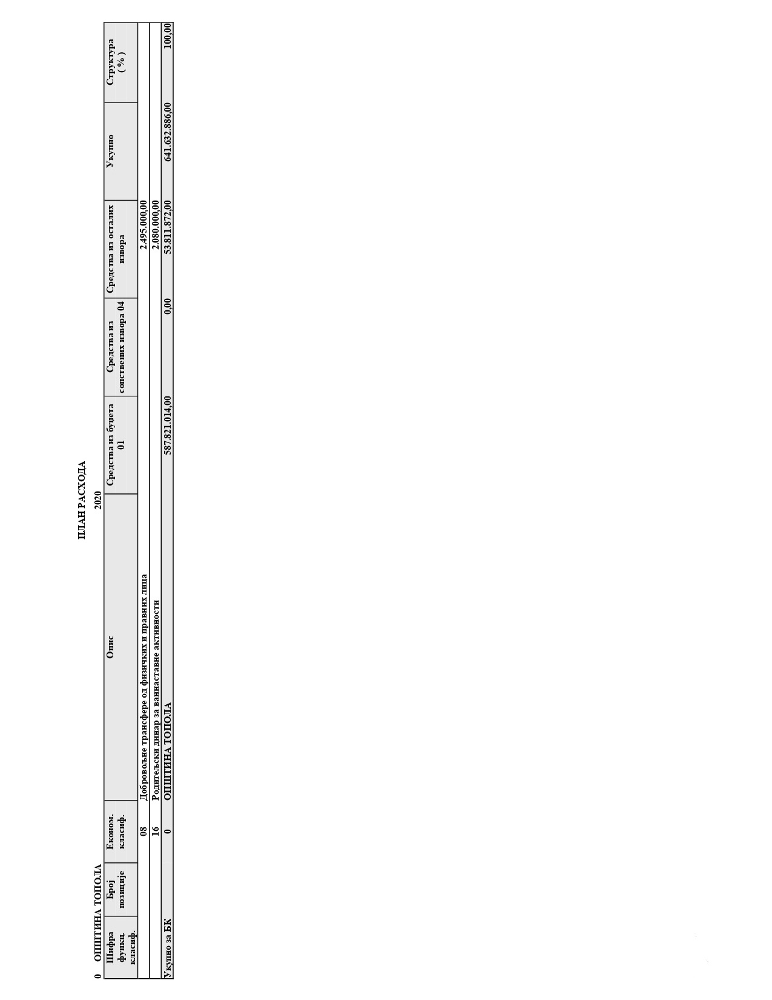 ПЛАН РАСХОДА
0 ОПШТИНА ТОПОЛА 2020
Шифра функц. класиф. Број позиције Економ. класиф. Опис Средства из буџета 01 Средства из сопствених извора 04 Средства из осталих извора Укупно Структура ( % )
08 Добровољне трансфере од физичких и правних лица 2.495.000,00
16 Родитељски динар за ваннаставне активности 2.080.000,00
Укупно за БК 0 ОПШТИНА ТОПОЛА 587.821.014,00 0,00 53.811.872,00 641.632.886,00 100,00